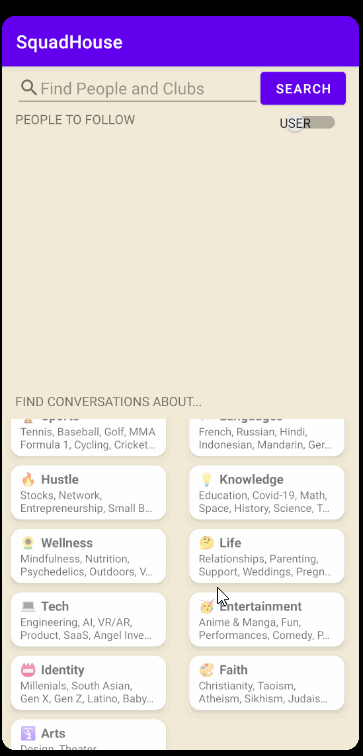 SquadHouse
Find People and Clubs
SEARCH
PEOPLE TO FOLLOW
USER
FIND CONVERSATIONS ABOUT...
Sports
Languages
Tennis, Baseball, Golf, MMA
Formula 1, Cycling, Cricket...
French, Russian, Hindi,
Indonesian, Mandarin, Ger...
Hustle
Stocks, Network,
Entrepreneurship, Small B...
Knowledge
Education, Covid-19, Math,
Space, History, Science, T...
Wellness
Mindfulness, Nutrition,
Psychedelics, Outdoors, V...
Life
Relationships, Parenting,
Support, Weddings, Pregn...
Tech
Engineering, AI, VR/AR,
Product, SaaS, Angel Inve...
Entertainment
Anime & Manga, Fun,
Performances, Comedy, P...
Identity
Millenials, South Asian,
Gen X, Gen Z, Latino, Baby...
Faith
Christianity, Taoism,
Atheism, Sikhism, Judais...
Arts
Design, Theater